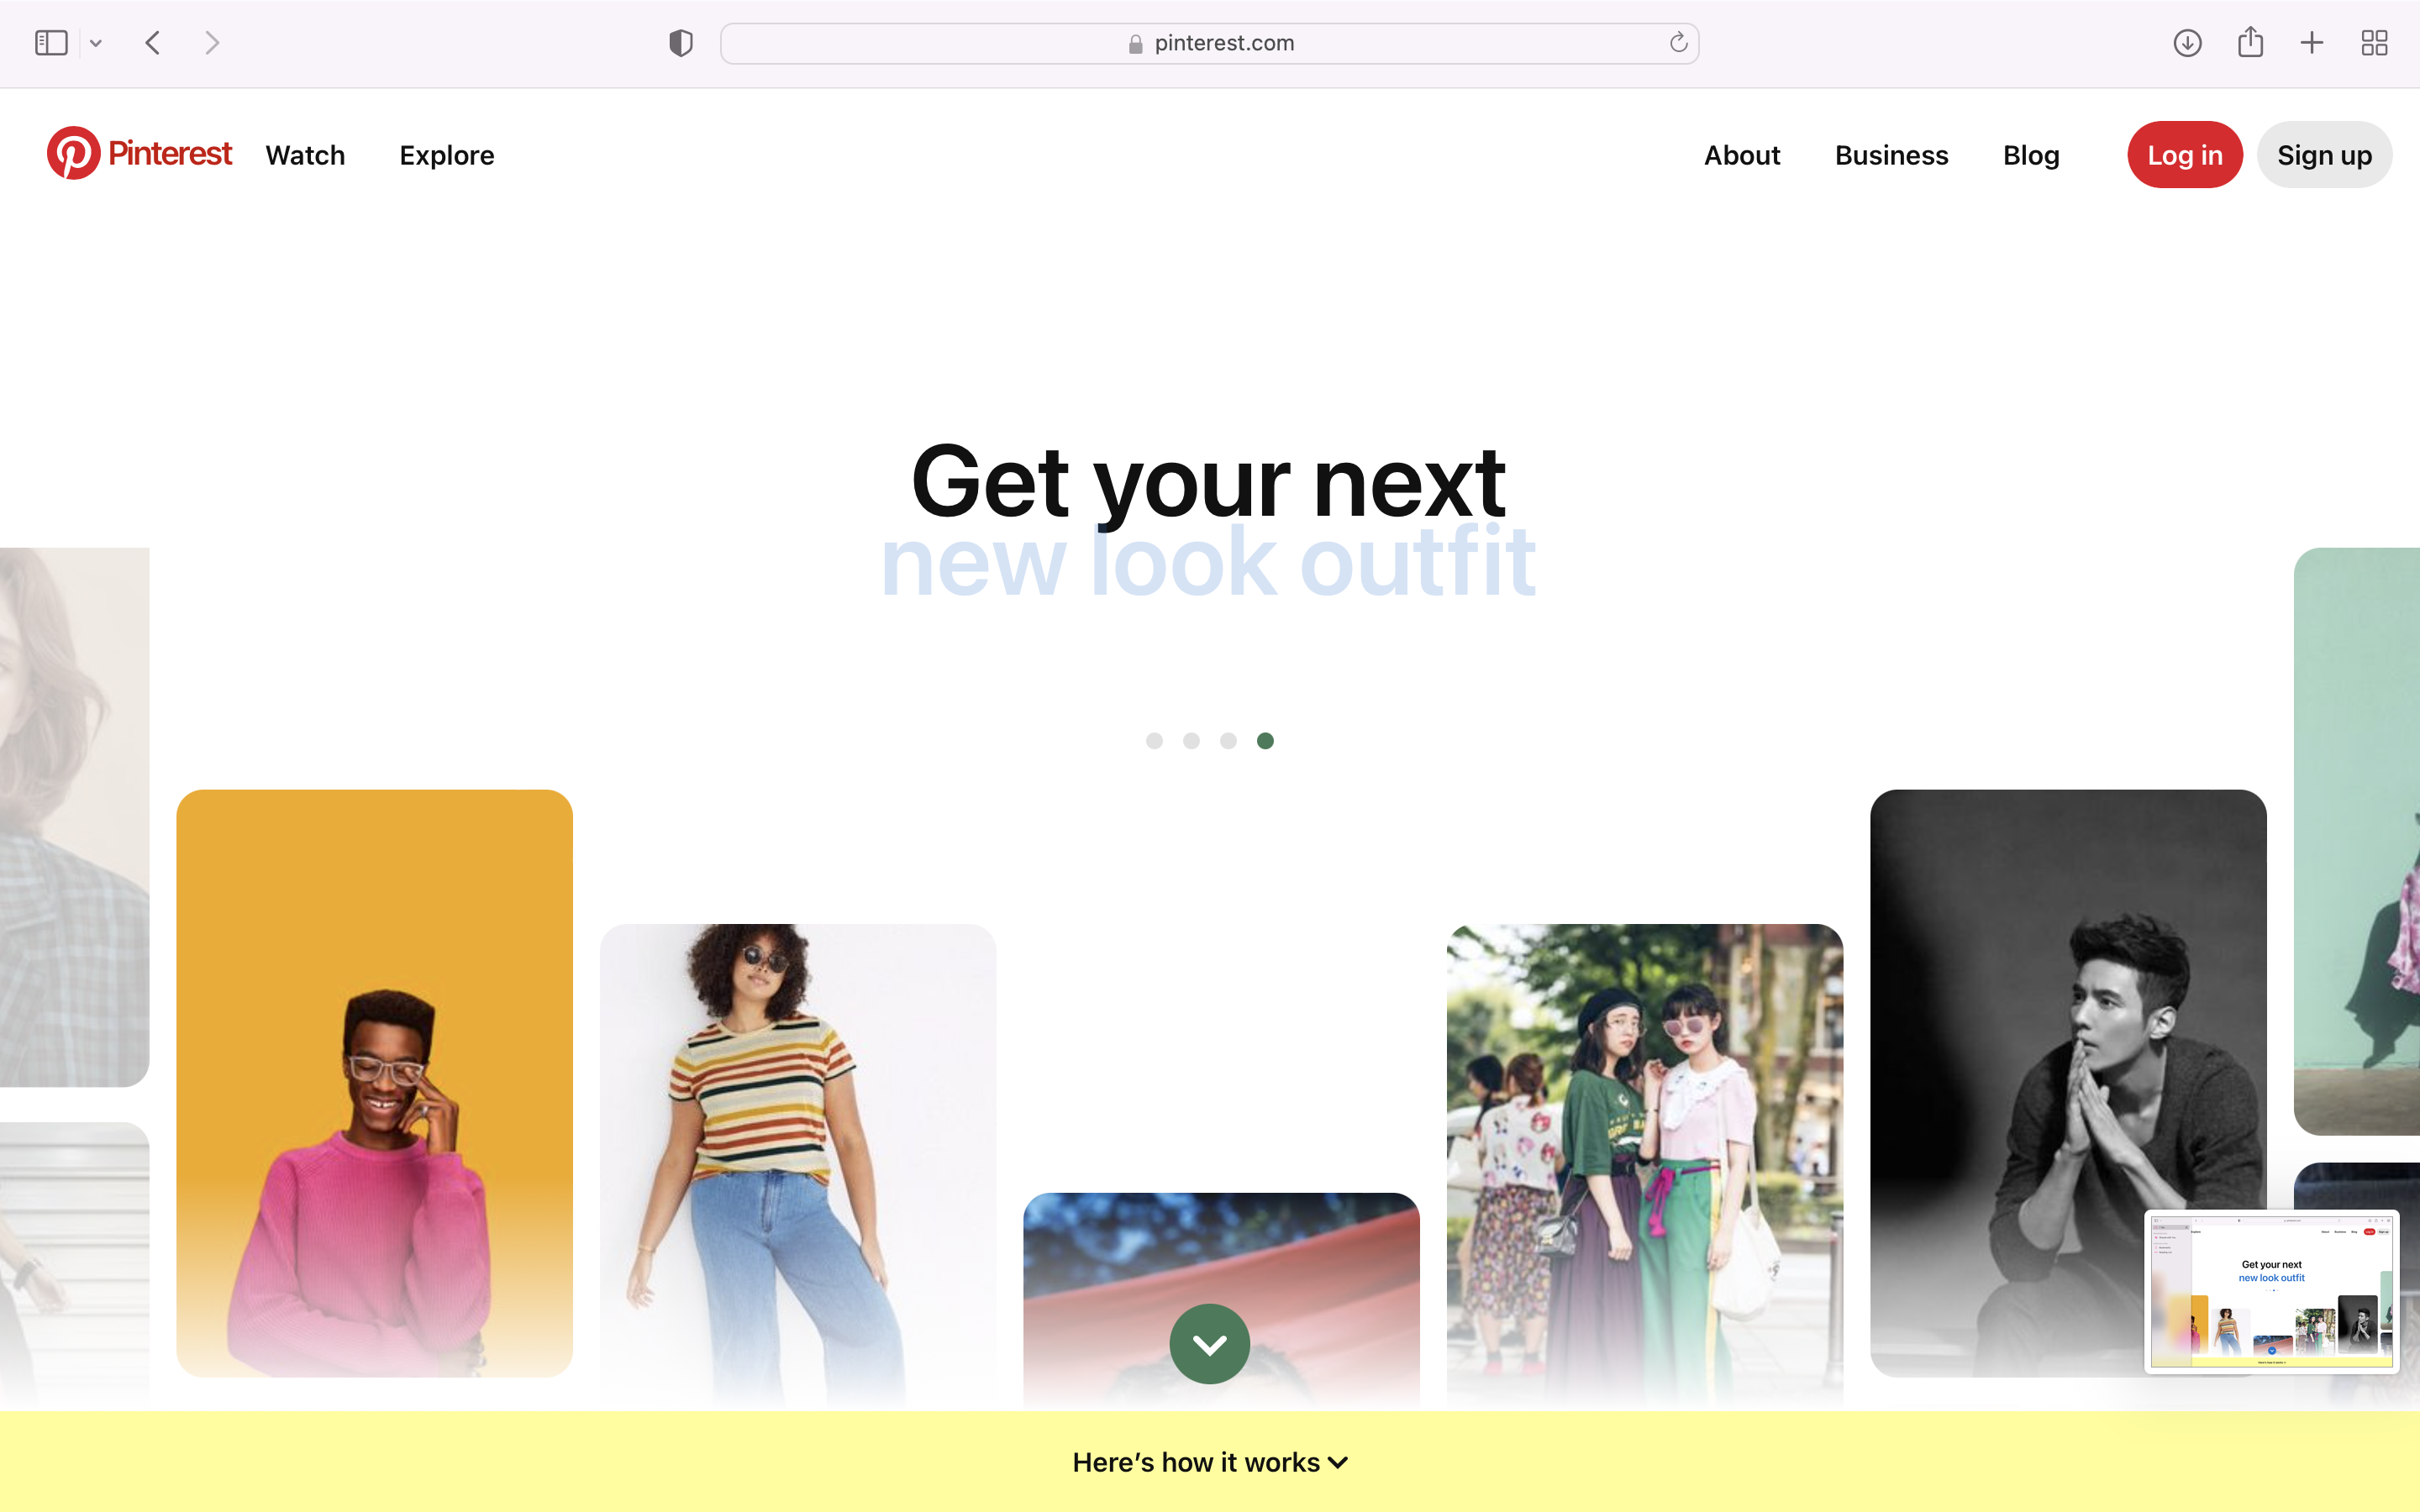 pinterest.com
Pinterest Watch Explore About Business Blog Log in Sign up
Get your next
new look outfit
Get your next
new look outfit
Here’s how it works